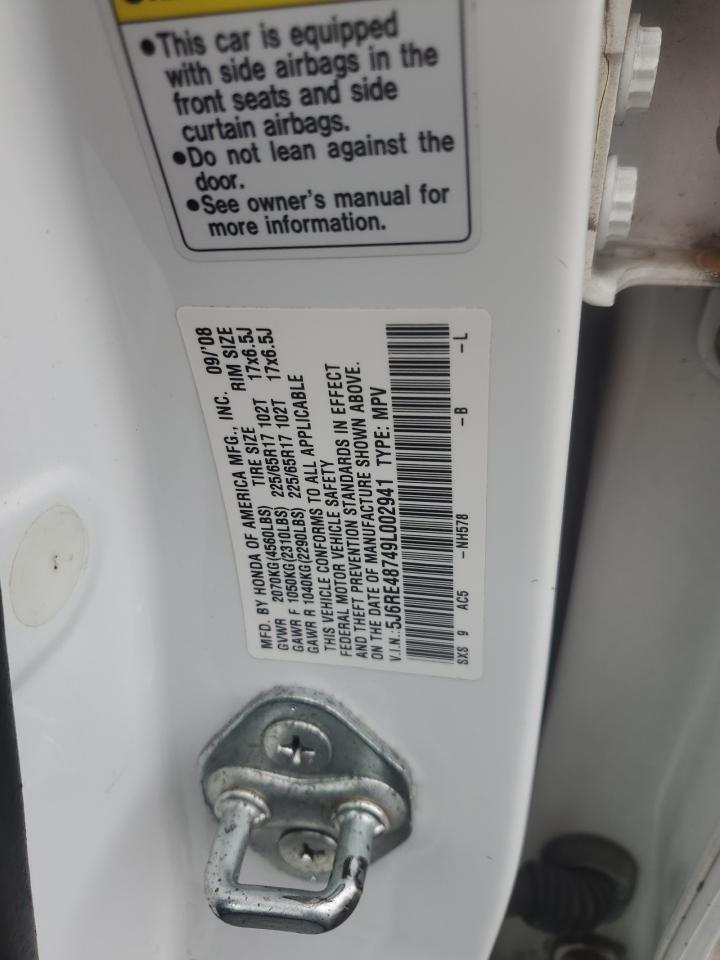 •This car is equipped
with side airbags in the
front seats and side
curtain airbags.
•Do not lean against the
door.
•See owner's manual for
more information.
MFD. BY HONDA OF AMERICA MFG., INC. 09/'08
GVWR 2070KG(4560LBS) TIRE SIZE RIM SIZE
GAWR F 1050KG(2310LBS) 225/65R17 102T 17x6.5J
GAWR R 1040KG(2290LBS) 225/65R17 102T 17x6.5J
THIS VEHICLE CONFORMS TO ALL APPLICABLE
FEDERAL MOTOR VEHICLE SAFETY
AND THEFT PREVENTION STANDARDS IN EFFECT
ON THE DATE OF MANUFACTURE SHOWN ABOVE.
V.I.N.:5J6RE48749L002941 TYPE: MPV
SXS 9 AC5 -NH578 -B -L